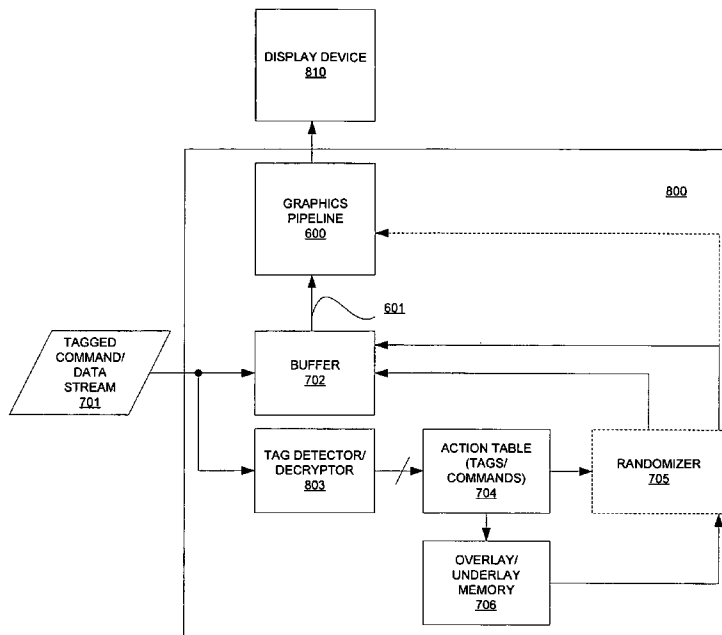 DISPLAY DEVICE
810
GRAPHICS
PIPELINE
600
800
601
TAGGED
COMMAND/
DATA
STREAM
701
BUFFER
702
TAG DETECTOR/
DECRYPTOR
803
ACTION TABLE
(TAGS/
COMMANDS)
704
RANDOMIZER
705
OVERLAY/
UNDERLAY
MEMORY
706